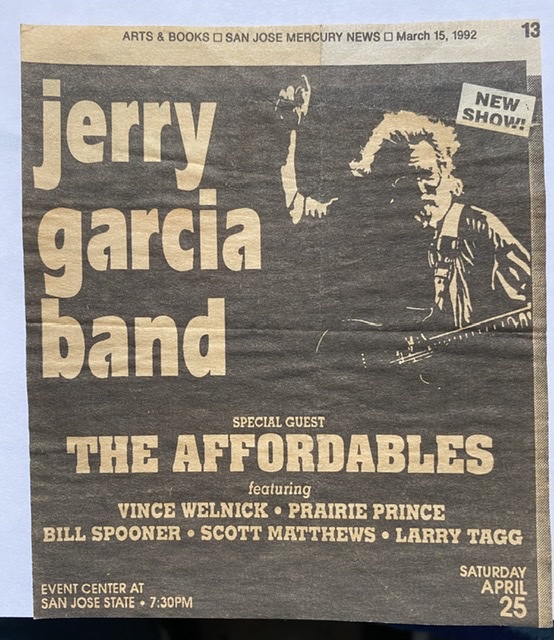 ARTS & BOOKS □ SAN JOSE MERCURY NEWS □ March 15, 1992 13
jerry
garcia
band
NEW
SHOW!
SPECIAL GUEST
THE AFFORDABLES
featuring
VINCE WELNICK • PRAIRIE PRINCE
BILL SPOONER • SCOTT MATTHEWS • LARRY TAGG
EVENT CENTER AT
SAN JOSE STATE • 7:30PM
SATURDAY
APRIL
25